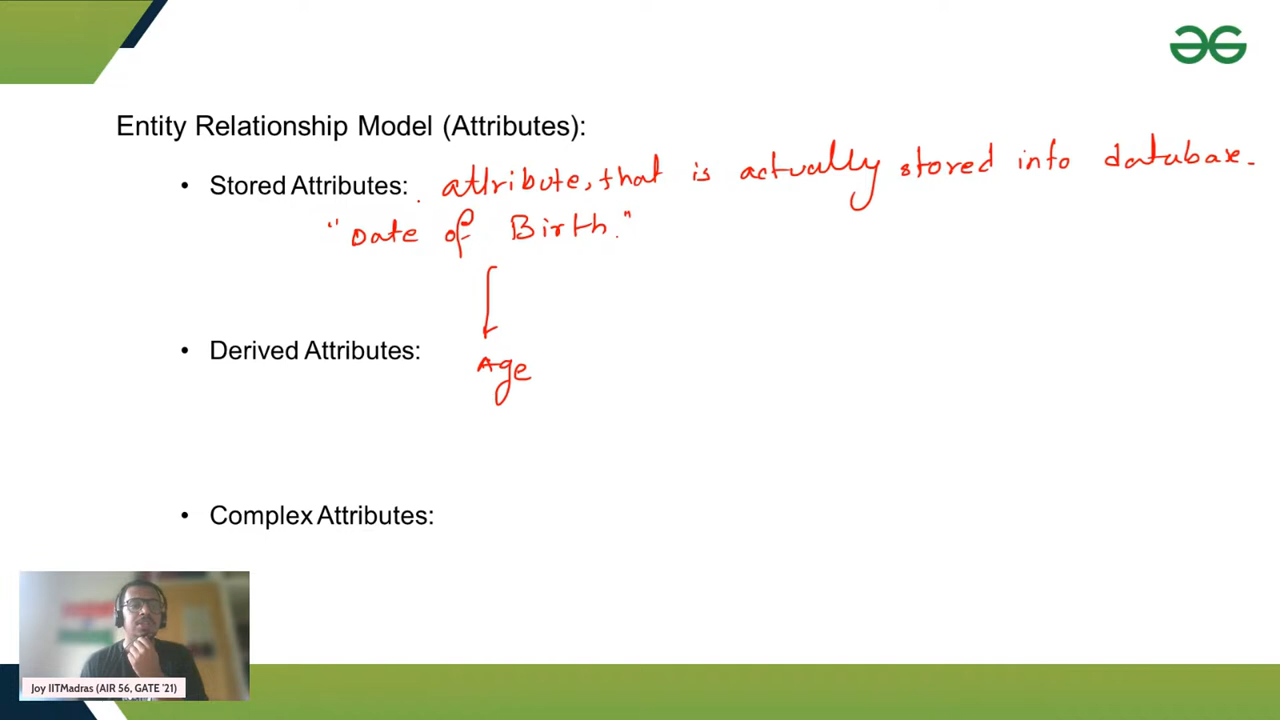 Entity Relationship Model (Attributes):
• Stored Attributes: attribute, that is actually stored into database.
"Date of Birth."
• Derived Attributes: Age
• Complex Attributes:
Joy IITMadras (AIR 56, GATE '21)